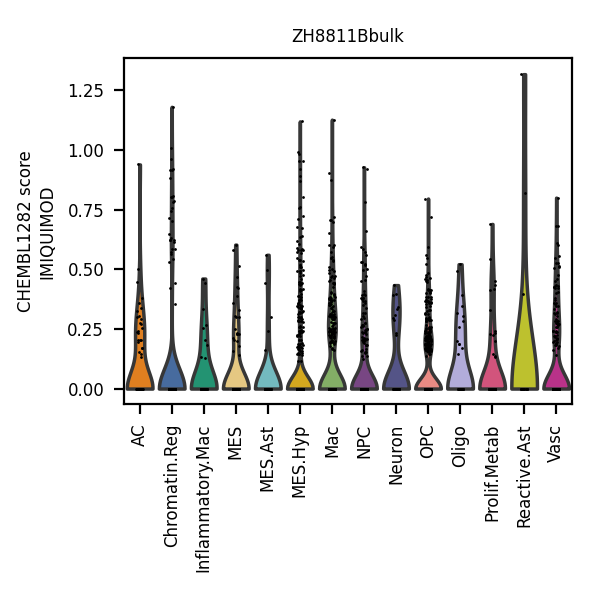 ZH8811Bbulk
CHEMBL1282 score
IMIQUIMOD
1.25
1.00
0.75
0.50
0.25
0.00
AC
Chromatin.Reg
Inflammatory.Mac
MES
MES.Ast
MES.Hyp
Mac
NPC
Neuron
OPC
Oligo
Prolif.Metab
Reactive.Ast
Vasc